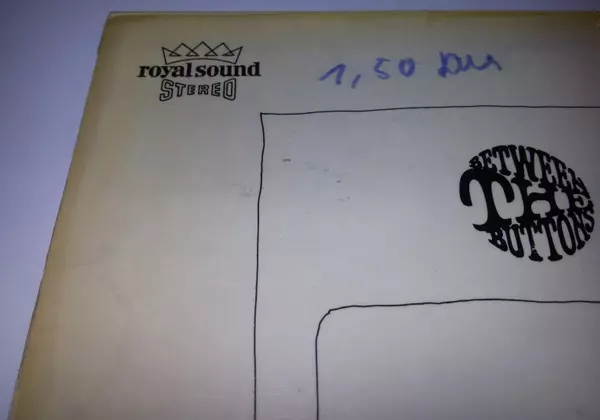 royal sound
STEREO
1,50 DM
BETWEEN
THE
BUTTONS